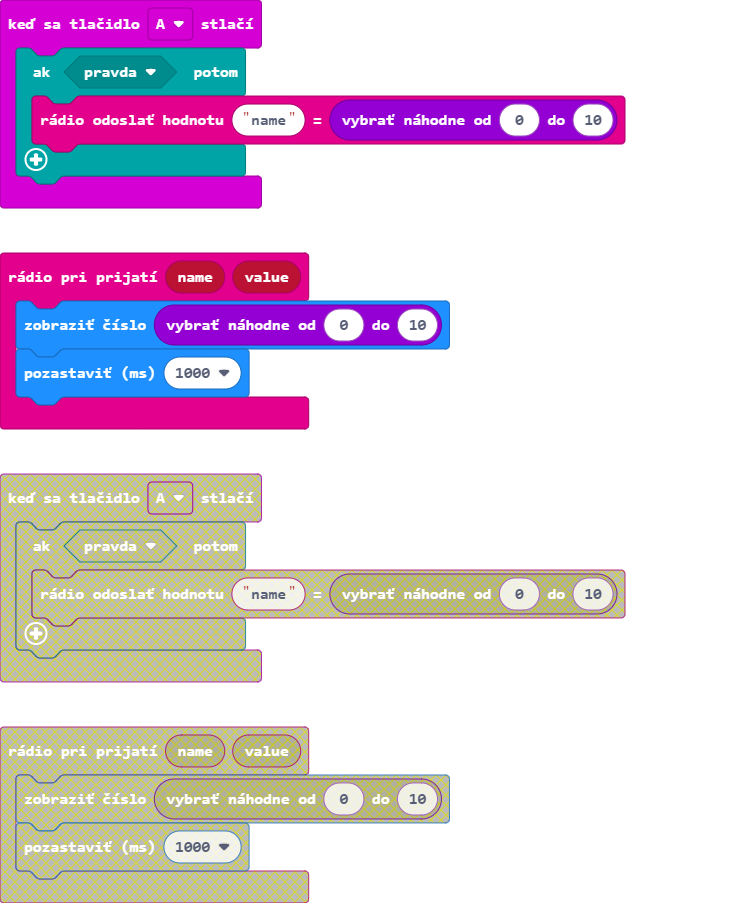 keď sa tlačidlo A stlačí
ak pravda potom
rádio odoslať hodnotu "name" = vybrať náhodne od 0 do 10
rádio pri prijatí name value
zobraziť číslo vybrať náhodne od 0 do 10
pozastaviť (ms) 1000
keď sa tlačidlo A stlačí
ak pravda potom
rádio odoslať hodnotu "name" = vybrať náhodne od 0 do 10
rádio pri prijatí name value
zobraziť číslo vybrať náhodne od 0 do 10
pozastaviť (ms) 1000